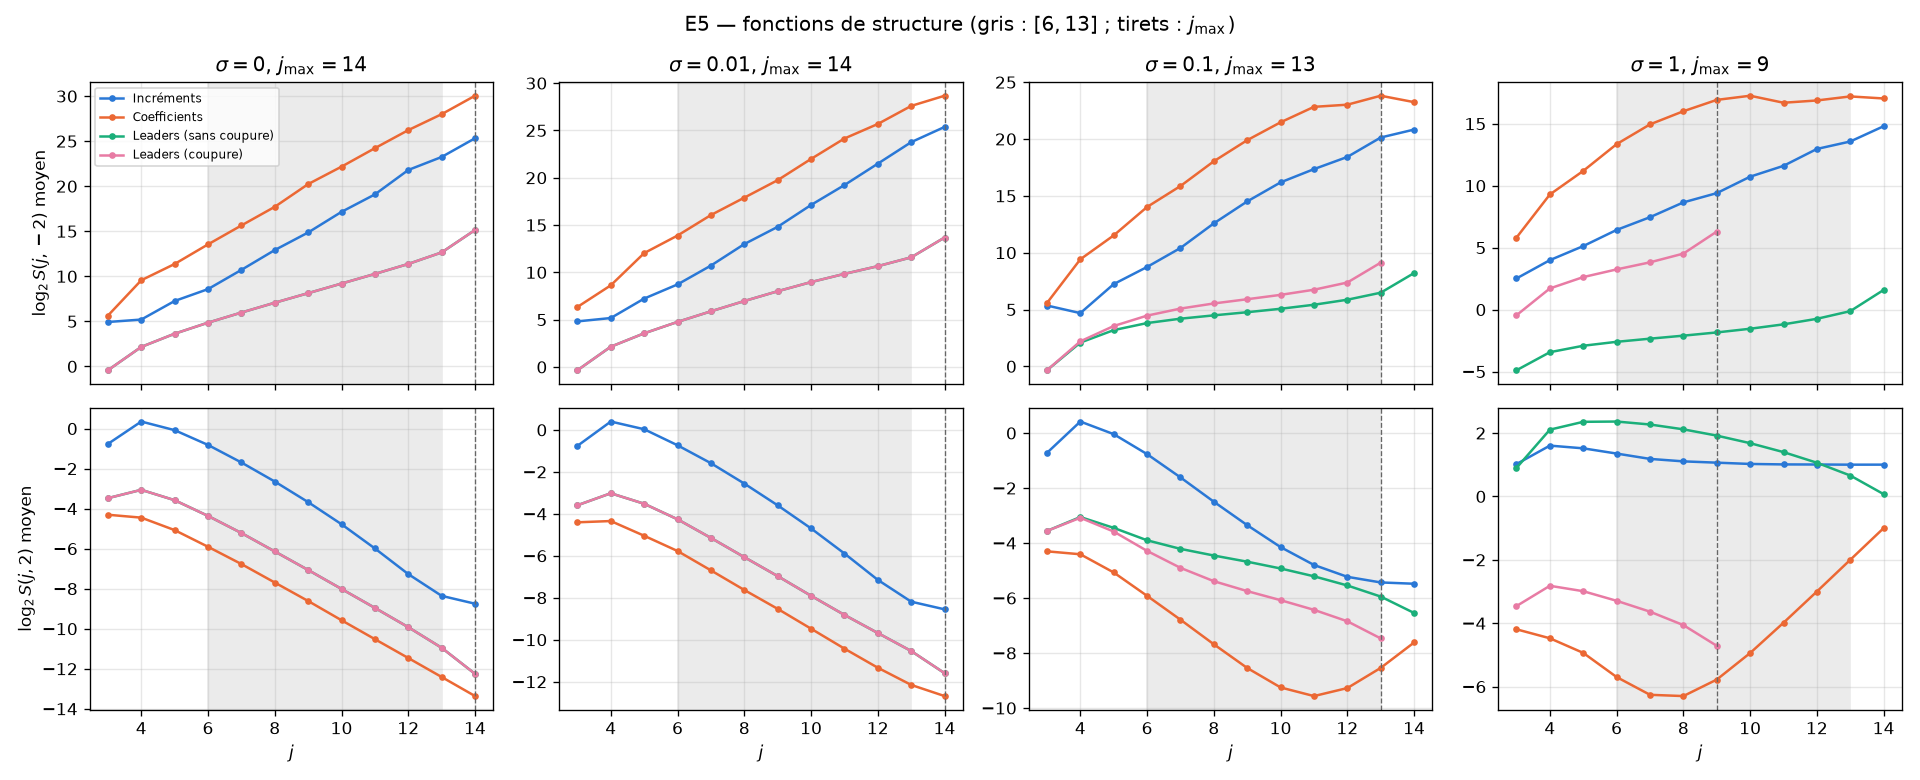 E5 — fonctions de structure (gris : [6, 13] ; tirets : j_max)
σ = 0, j_max = 14
σ = 0.01, j_max = 14
σ = 0.1, j_max = 13
σ = 1, j_max = 9
Incréments
Coefficients
Leaders (sans coupure)
Leaders (coupure)
log₂ S(j, −2) moyen
30
25
20
15
10
5
0
30
25
20
15
10
5
0
25
20
15
10
5
0
15
10
5
0
−5
log₂ S(j, 2) moyen
0
−2
−4
−6
−8
−10
−12
−14
0
−2
−4
−6
−8
−10
−12
0
−2
−4
−6
−8
−10
2
0
−2
−4
−6
4 6 8 10 12 14
4 6 8 10 12 14
4 6 8 10 12 14
4 6 8 10 12 14
j
j
j
j